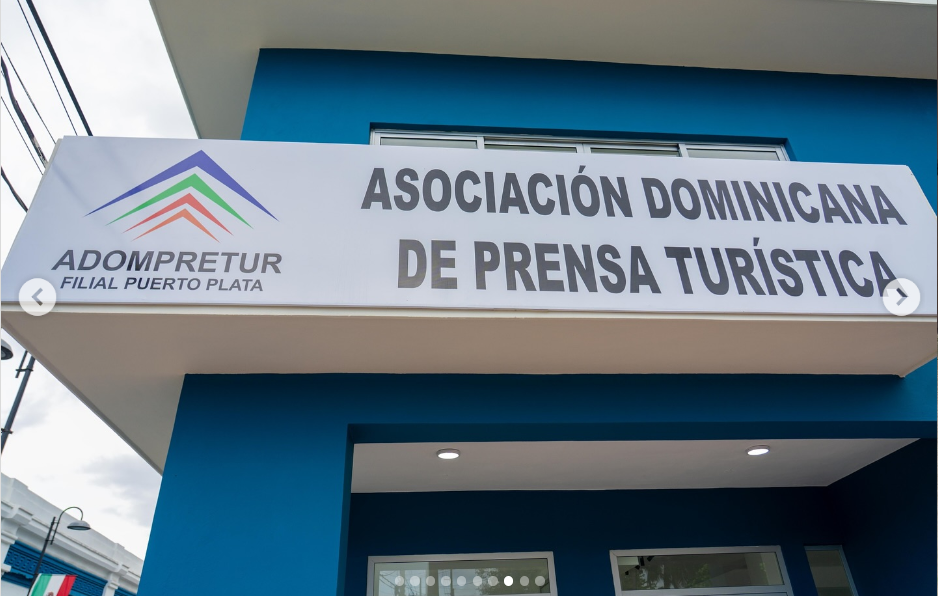 ASOCIACIÓN DOMINICANA
DE PRENSA TURÍSTICA
ADOMPRETUR
FILIAL PUERTO PLATA